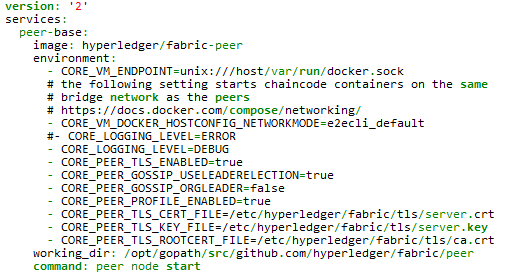 version: '2'
services:
  peer-base:
    image: hyperledger/fabric-peer
    environment:
      - CORE_VM_ENDPOINT=unix:///host/var/run/docker.sock
      # the following setting starts chaincode containers on the same
      # bridge network as the peers
      # https://docs.docker.com/compose/networking/
      - CORE_VM_DOCKER_HOSTCONFIG_NETWORKMODE=e2ecli_default
      #- CORE_LOGGING_LEVEL=ERROR
      - CORE_LOGGING_LEVEL=DEBUG
      - CORE_PEER_TLS_ENABLED=true
      - CORE_PEER_GOSSIP_USELEADERELECTION=true
      - CORE_PEER_GOSSIP_ORGLEADER=false
      - CORE_PEER_PROFILE_ENABLED=true
      - CORE_PEER_TLS_CERT_FILE=/etc/hyperledger/fabric/tls/server.crt
      - CORE_PEER_TLS_KEY_FILE=/etc/hyperledger/fabric/tls/server.key
      - CORE_PEER_TLS_ROOTCERT_FILE=/etc/hyperledger/fabric/tls/ca.crt
    working_dir: /opt/gopath/src/github.com/hyperledger/fabric/peer
    command: peer node start